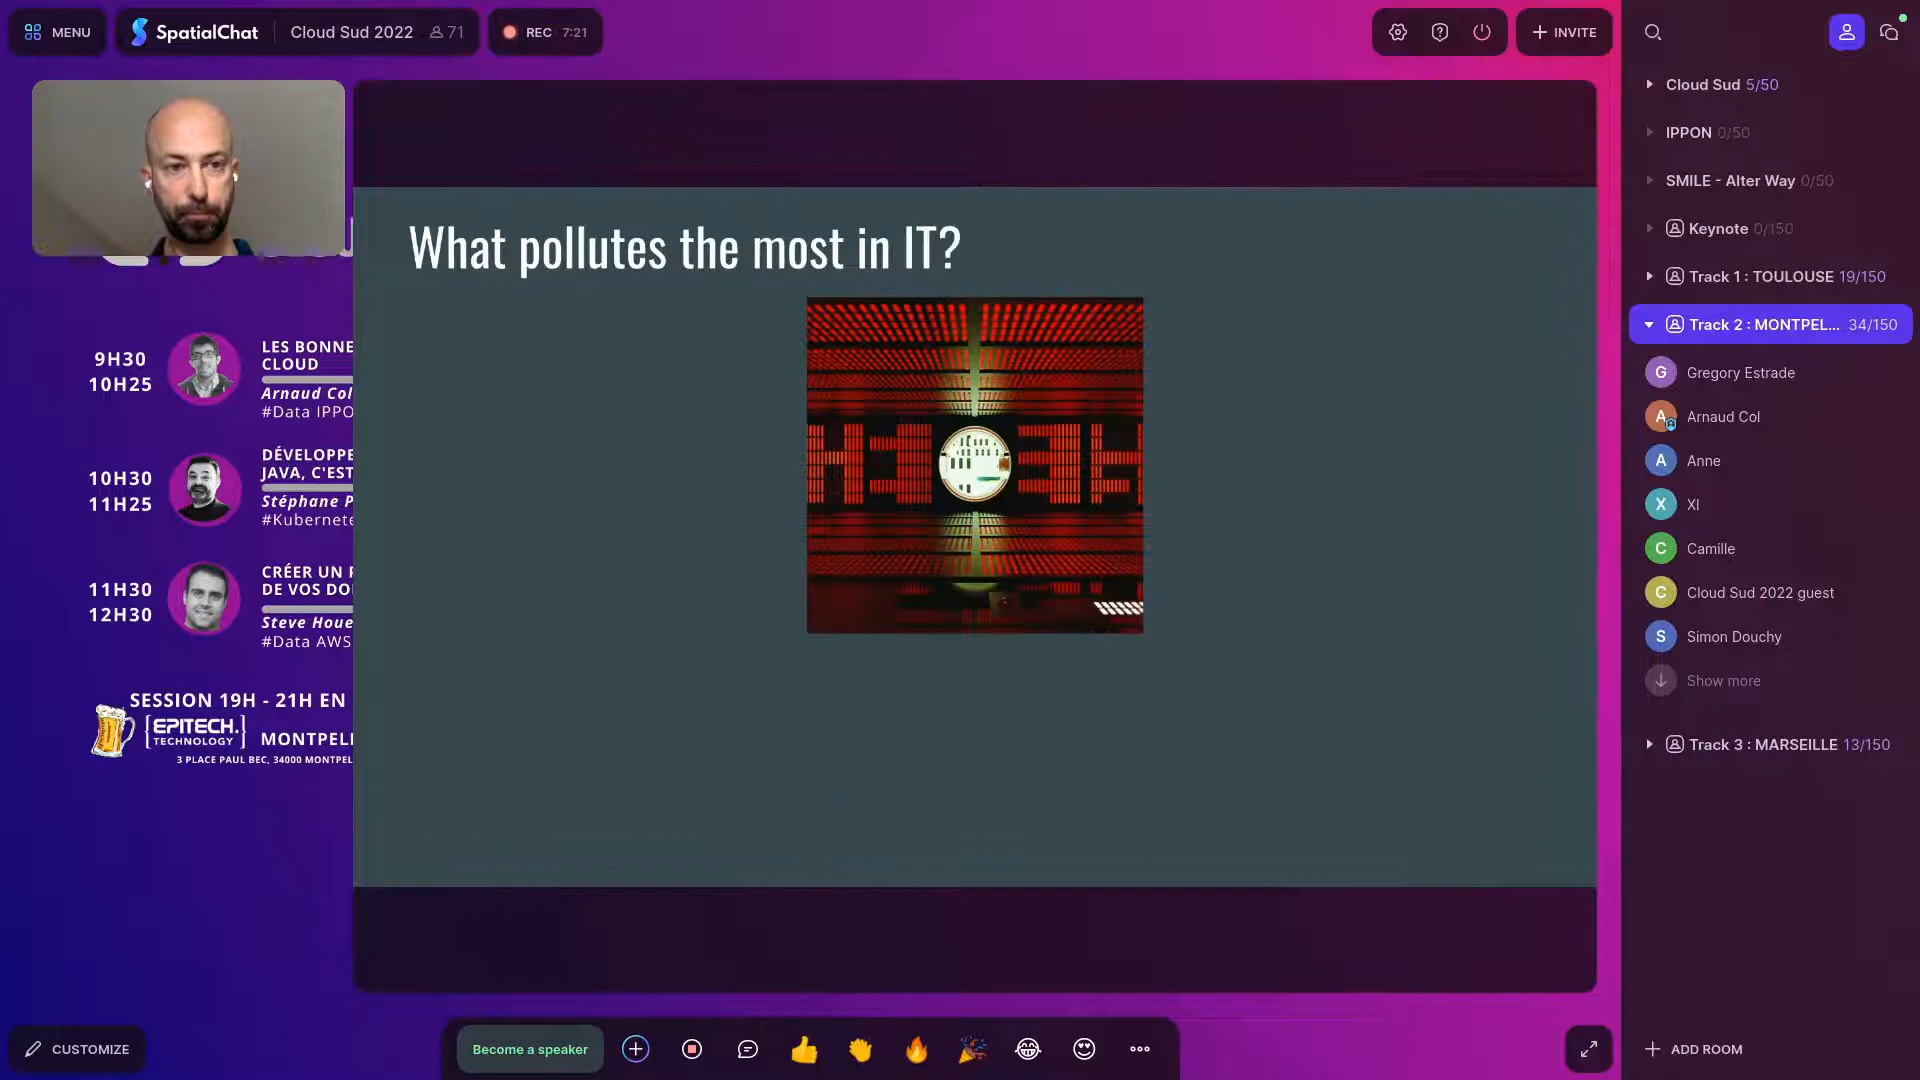 MENU
SpatialChat
Cloud Sud 2022
71
REC 7:21
INVITE
What pollutes the most in IT?
9H30
10H25
LES BONNE
CLOUD
Arnaud Col
#Data IPPO
10H30
11H25
DÉVELOPPE
JAVA, C'EST
Stéphane P
#Kubernete
11H30
12H30
CRÉER UN
DE VOS DO
Steve Houe
#Data AWS
SESSION 19H - 21H EN
[EPITECH.]
TECHNOLOGY
MONTPEL
3 PLACE PAUL BEC, 34000 MONTPEL
Cloud Sud 5/50
IPPON 0/50
SMILE - Alter Way 0/50
Keynote 0/150
Track 1 : TOULOUSE 19/150
Track 2 : MONTPEL... 34/150
G Gregory Estrade
A Arnaud Col
A Anne
X Xl
C Camille
C Cloud Sud 2022 guest
S Simon Douchy
Show more
Track 3 : MARSEILLE 13/150
CUSTOMIZE
Become a speaker
ADD ROOM